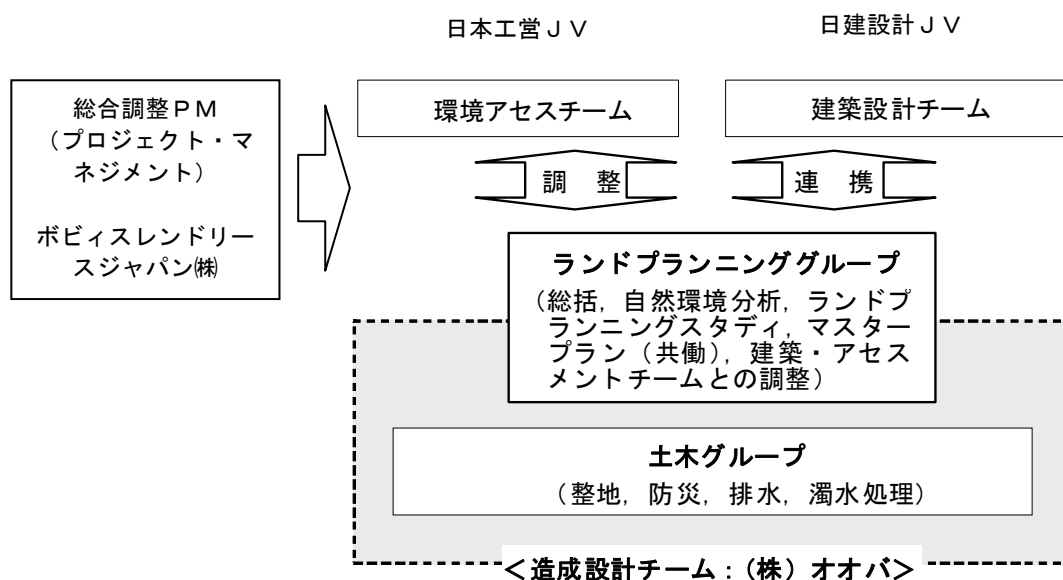 日本工営ＪＶ
日建設計ＪＶ
総合調整ＰＭ
（プロジェクト・マ
ネジメント）
ボビィスレンドリー
スジャパン㈱
環境アセスチーム
建築設計チーム
調　整
連　携
ランドプランニンググループ
（総括，自然環境分析，ランドプ
ランニングスタディ，マスター
プラン（共働），建築・アセス
メントチームとの調整）
土木グループ
（整地，防災，排水，濁水処理）
＜造成設計チーム：（株）オオバ＞